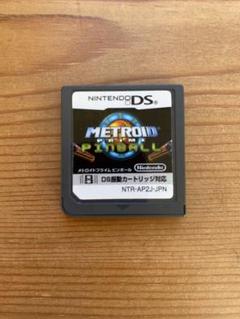 NINTENDO DS
METROID
PRIME
PINBALL
メトロイドプライム ピンボール
Nintendo
DS振動カートリッジ対応
NTR-AP2J-JPN